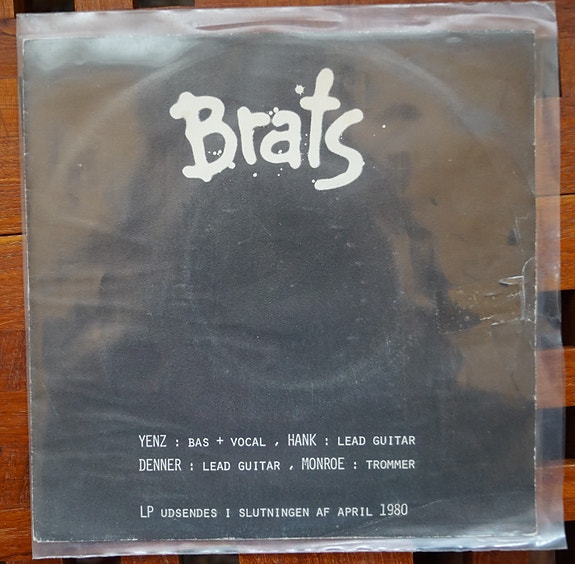 Brats
YENZ : BAS + VOCAL , HANK : LEAD GUITAR
DENNER : LEAD GUITAR , MONROE : TROMMER
LP UDSENDES I SLUTNINGEN AF APRIL 1980